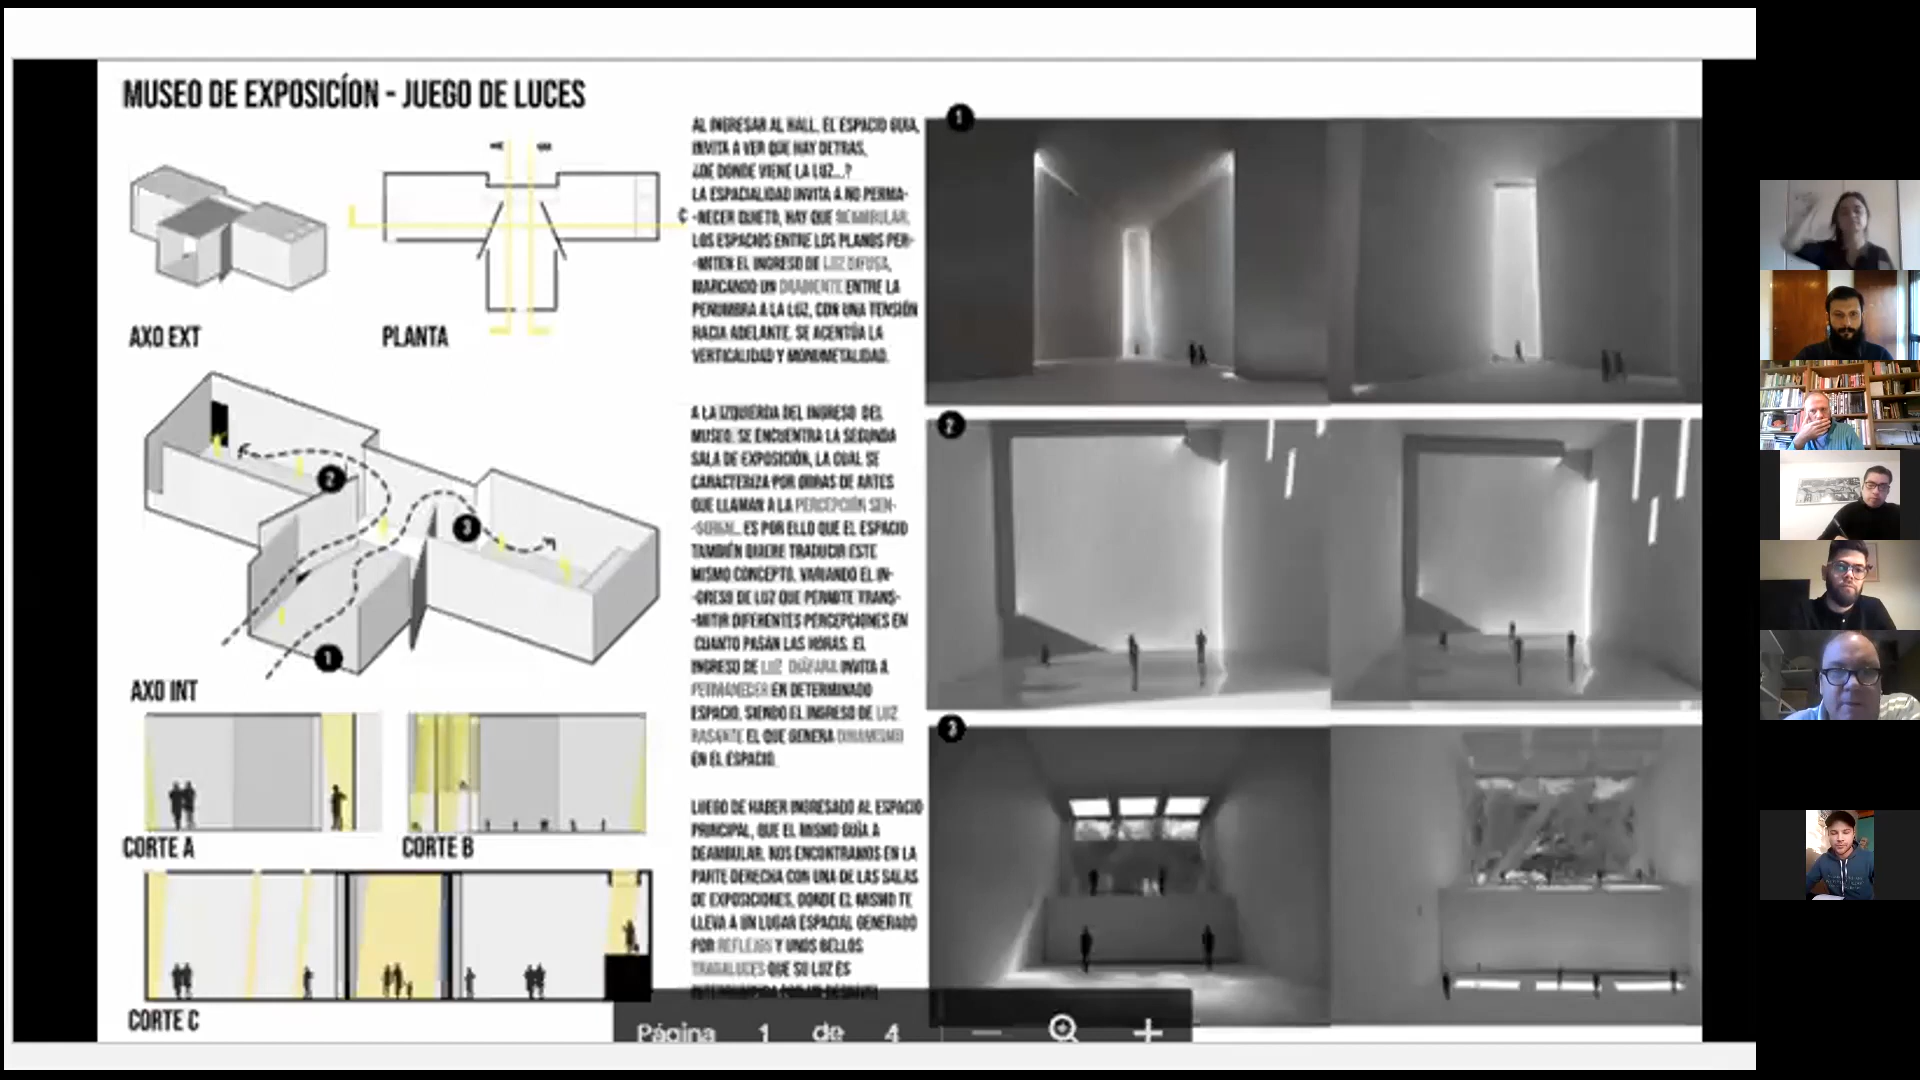 MUSEO DE EXPOSICÍON - JUEGO DE LUCES
AXO EXT
PLANTA
C
AXO INT
2
3
1
CORTE A
CORTE B
CORTE C
AL INGRESAR AL HALL, EL ESPACIO GUIA,
INVITA A VER QUE HAY DETRAS,
¿DE DONDE VIENE LA LUZ...?
LA ESPACIALIDAD INVITA A NO PERMA-
-NECER QUIETO, HAY QUE DEAMBULAR.
LOS ESPACIOS ENTRE LOS PLANOS PER-
-MITEN EL INGRESO DE LUZ DIFUSA,
MARCANDO UN GRADIENTE ENTRE LA
PENUMBRA A LA LUZ, CON UNA TENSIÓN
HACIA ADELANTE, SE ACENTÚA LA
VERTICALIDAD Y MONUMETALIDAD.
A LA IZQUIERDA DEL INGRESO DEL
MUSEO, SE ENCUENTRA LA SEGUNDA
SALA DE EXPOSICIÓN, LA CUAL SE
CARACTERIZA POR OBRAS DE ARTES
QUE LLAMAN A LA PERCEPCIÓN SEN-
-SORIAL. ES POR ELLO QUE EL ESPACIO
TAMBIÉN QUIERE TRADUCIR ESTE
MISMO CONCEPTO, VARIANDO EL IN-
-GRESO DE LUZ QUE PERMITE TRANS-
-MITIR DIFERENTES PERCEPCIONES EN
CUANTO PASAN LAS HORAS. EL
INGRESO DE LUZ DIÁFANA INVITA A
PERMANECER EN DETERMINADO
ESPACIO, SIENDO EL INGRESO DE LUZ
RASANTE EL QUE GENERA DINAMISMO
EN EL ESPACIO.
LUEGO DE HABER INGRESADO AL ESPACIO
PRINCIPAL, QUE EL MISMO GUÍA A
DEAMBULAR, NOS ENCONTRAMOS EN LA
PARTE DERECHA CON UNA DE LAS SALAS
DE EXPOSICIONES, DONDE EL MISMO TE
LLEVA A UN LUGAR ESPACIAL GENERADO
POR REFLEJOS Y UNOS BELLOS
TRAGALUCES QUE SU LUZ ES
1
2
3
Página 1 de 4